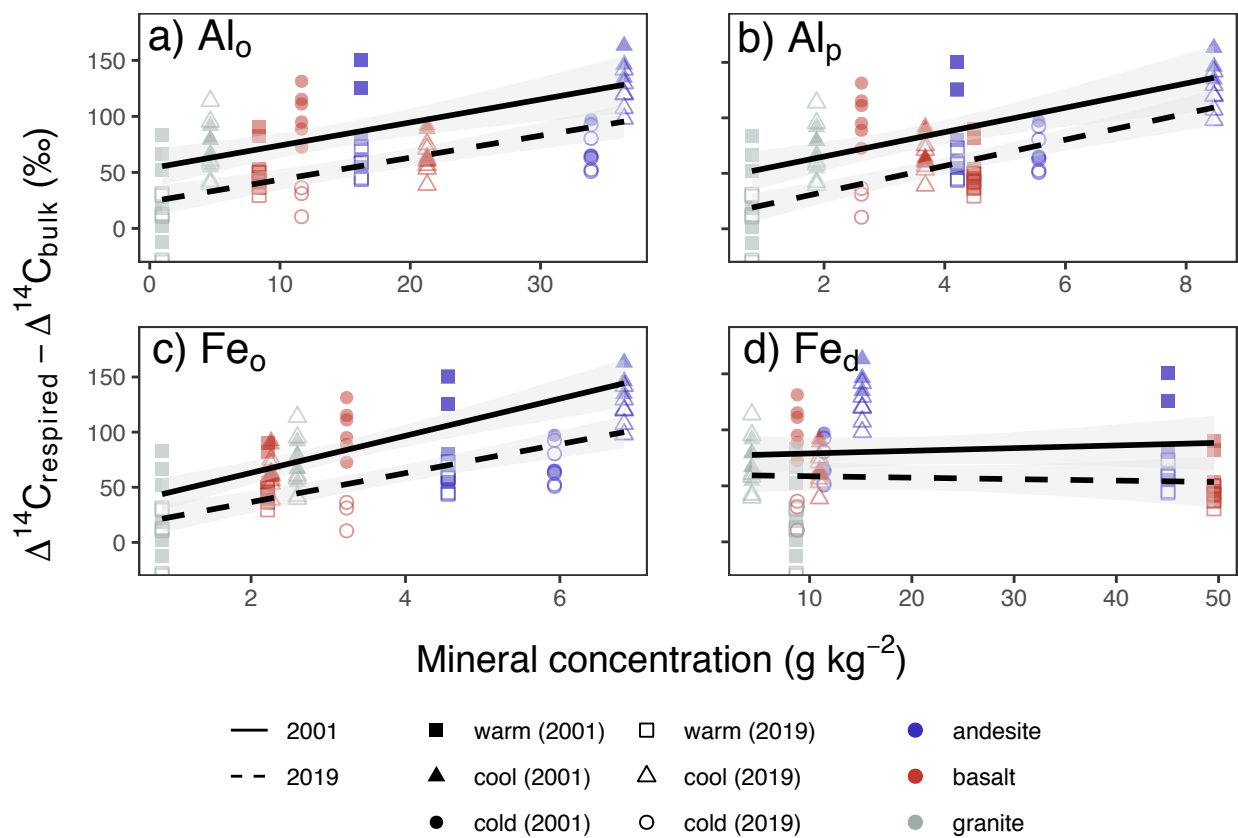 a) Alo
b) Alp
150
100
50
0
0 10 20 30
2 4 6 8
c) Feo
d) Fed
150
100
50
0
2 4 6
10 20 30 40 50
Δ14Crespired − Δ14Cbulk (‰)
Mineral concentration (g kg−2)
2001 warm (2001) warm (2019) andesite
2019 cool (2001) cool (2019) basalt
cold (2001) cold (2019) granite